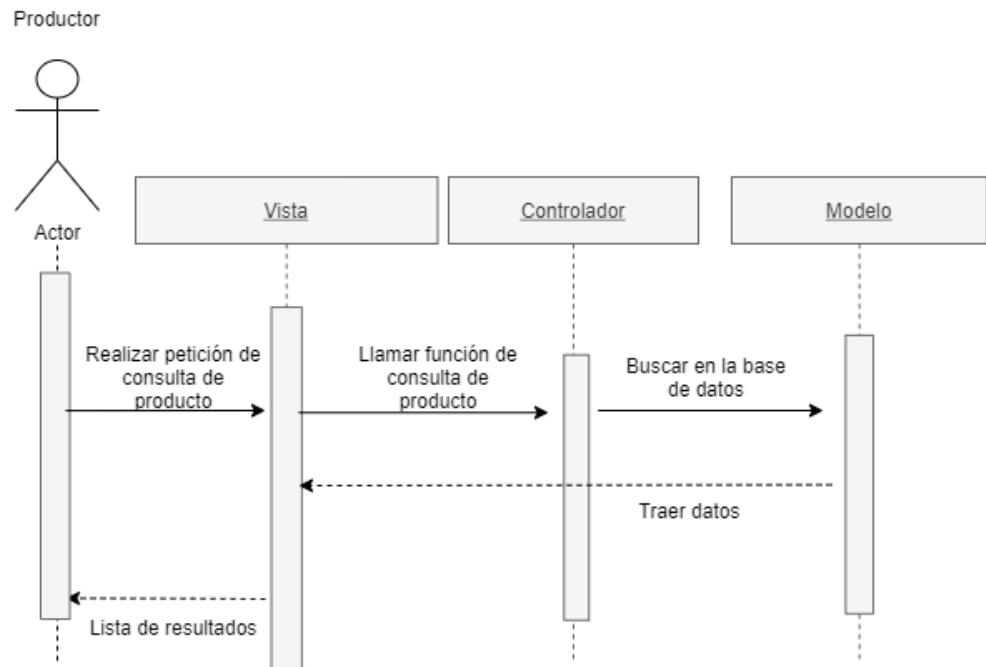 Productor
Actor
Vista
Controlador
Modelo
Realizar petición de
consulta de
producto
Llamar función de
consulta de
producto
Buscar en la base
de datos
Traer datos
Lista de resultados